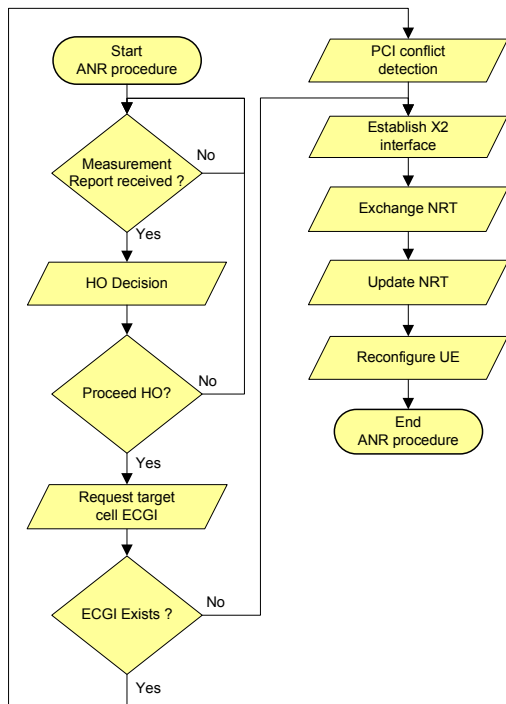 Start
ANR procedure
Measurement
Report received ?
No
Yes
HO Decision
Proceed HO?
No
Yes
Request target
cell ECGI
ECGI Exists ?
No
Yes
PCI conflict
detection
Establish X2
interface
Exchange NRT
Update NRT
Reconfigure UE
End
ANR procedure